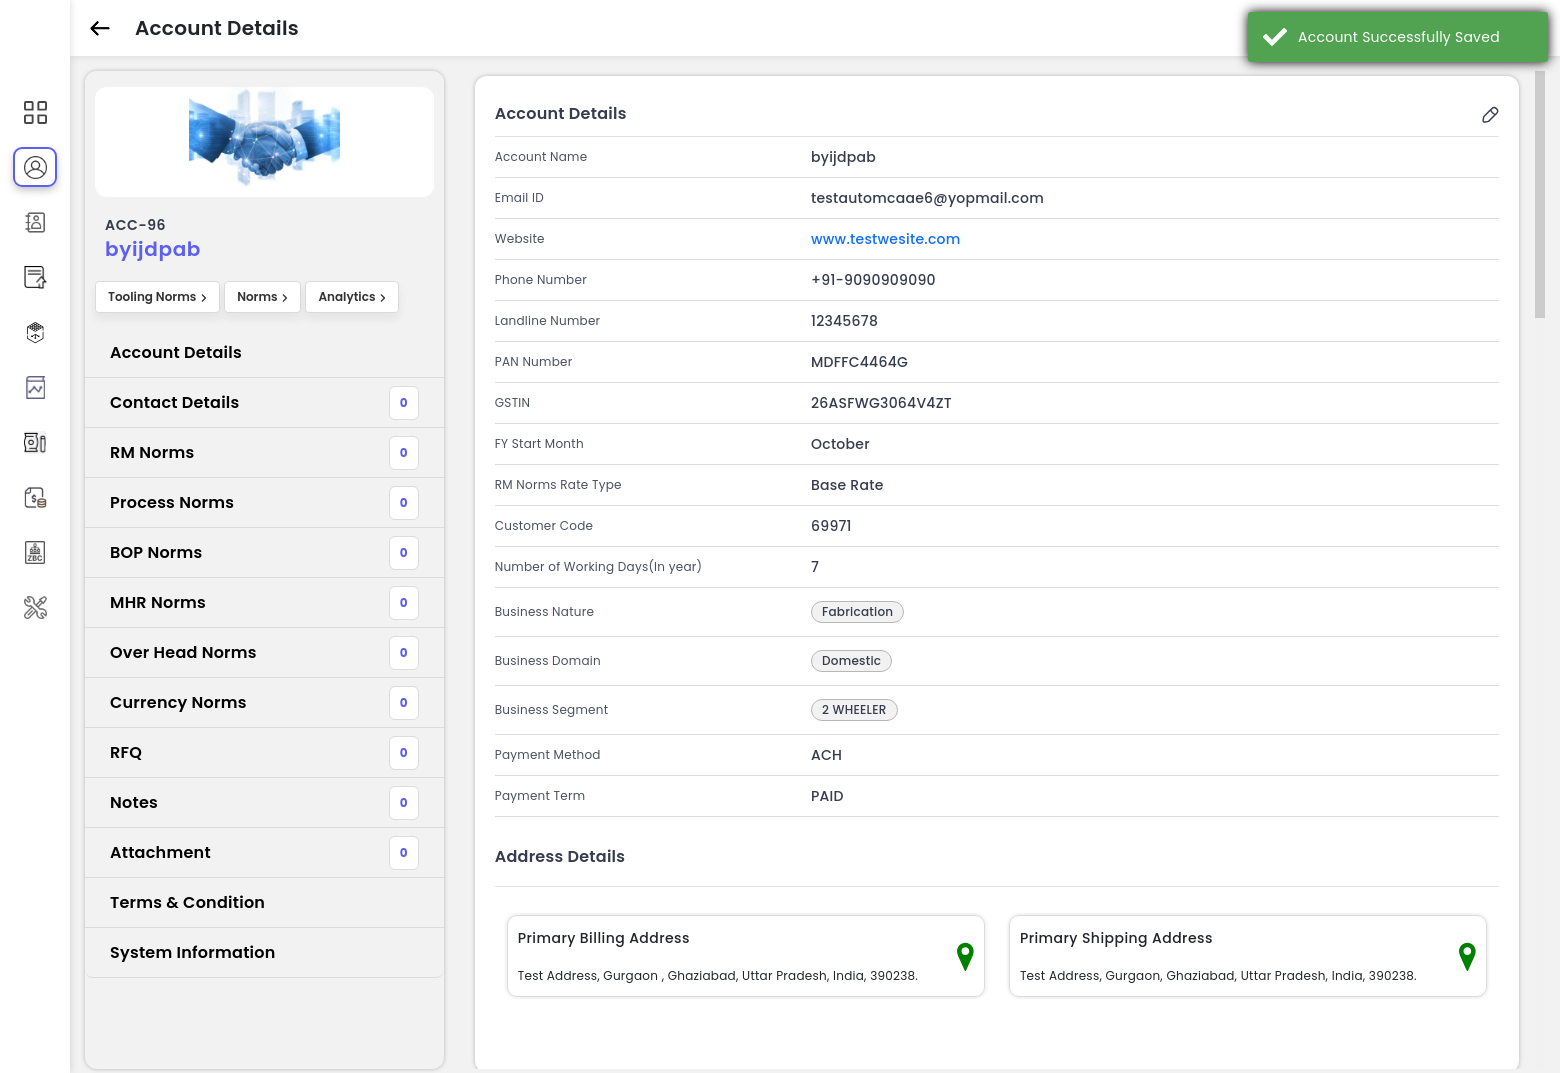 Account Details
Account Successfully Saved
ACC-96
byijdpab
Tooling Norms
Norms
Analytics
Account Details
Contact Details 0
RM Norms 0
Process Norms 0
BOP Norms 0
MHR Norms 0
Over Head Norms 0
Currency Norms 0
RFQ 0
Notes 0
Attachment 0
Terms & Condition
System Information
Account Details
Account Name byijdpab
Email ID testautomcaae6@yopmail.com
Website www.testwesite.com
Phone Number +91-9090909090
Landline Number 12345678
PAN Number MDFFC4464G
GSTIN 26ASFWG3064V4ZT
FY Start Month October
RM Norms Rate Type Base Rate
Customer Code 69971
Number of Working Days(In year) 7
Business Nature Fabrication
Business Domain Domestic
Business Segment 2 WHEELER
Payment Method ACH
Payment Term PAID
Address Details
Primary Billing Address
Test Address, Gurgaon , Ghaziabad, Uttar Pradesh, India, 390238.
Primary Shipping Address
Test Address, Gurgaon, Ghaziabad, Uttar Pradesh, India, 390238.
ZBC